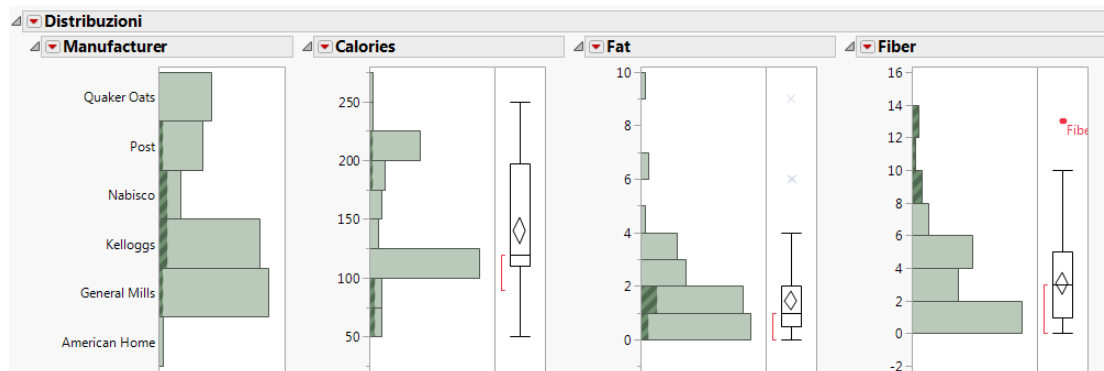 Distribuzioni
Manufacturer
Quaker Oats
Post
Nabisco
Kelloggs
General Mills
American Home
Calories
250
200
150
100
50
Fat
10
8
6
4
2
0
Fiber
16
14
12
10
8
6
4
2
0
-2
Fibe